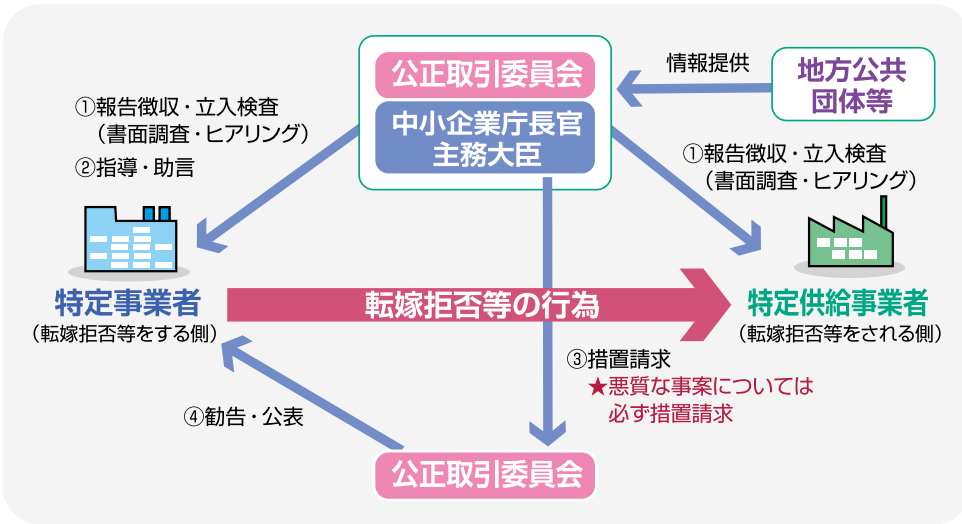 公正取引委員会
中小企業庁長官
主務大臣
情報提供
地方公共
団体等
①報告徴収・立入検査
（書面調査・ヒアリング）
②指導・助言
①報告徴収・立入検査
（書面調査・ヒアリング）
特定事業者
（転嫁拒否等をする側）
転嫁拒否等の行為
特定供給事業者
（転嫁拒否等をされる側）
③措置請求
★悪質な事案については
必ず措置請求
④勧告・公表
公正取引委員会